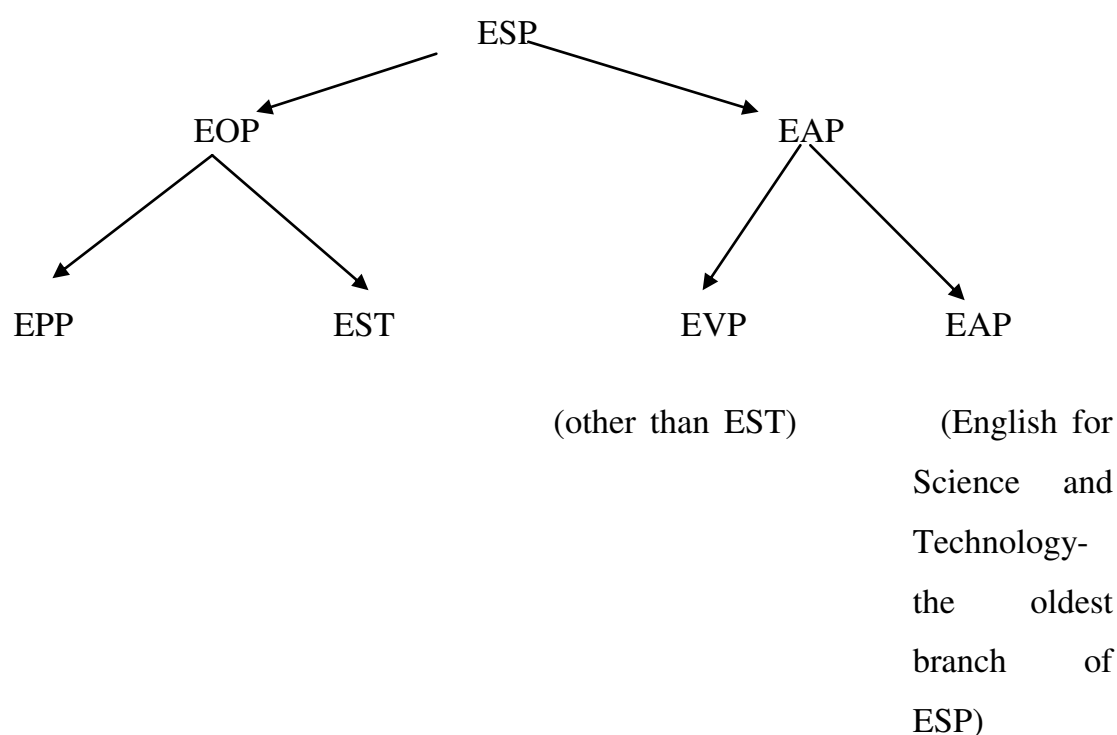 ESP
EOP EAP
EPP EST EVP EAP
(other than EST) (English for
Science and
Technology-
the oldest
branch of
ESP)